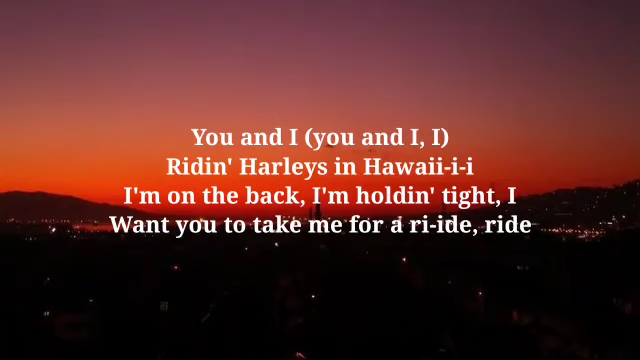 You and I (you and I, I)
Ridin' Harleys in Hawaii-i-i
I'm on the back, I'm holdin' tight, I
Want you to take me for a ri-ide, ride